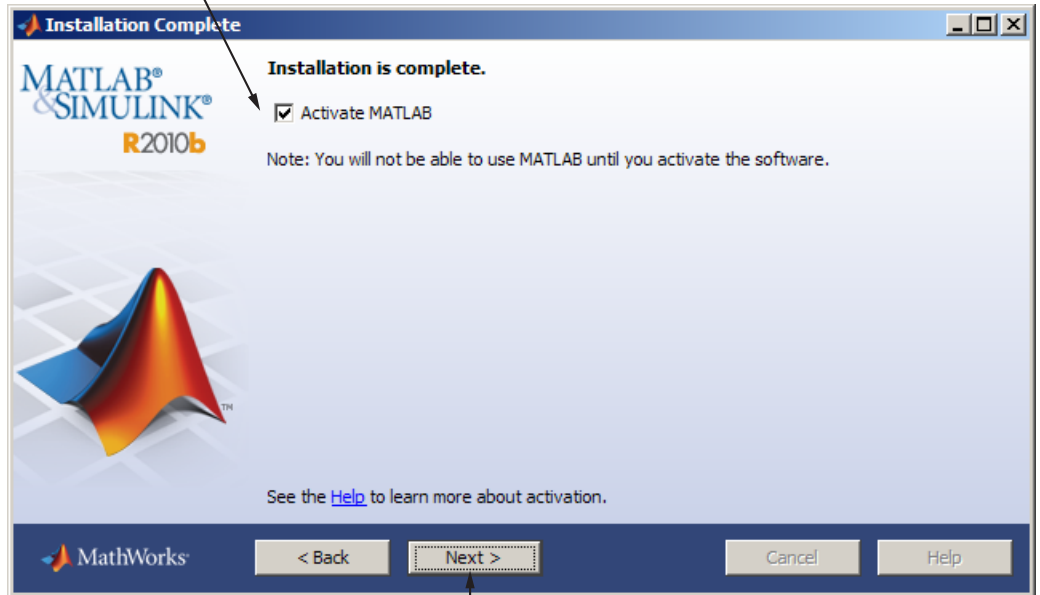 Installation Complete
MATLAB®
&SIMULINK®
R2010b
Installation is complete.
Activate MATLAB
Note: You will not be able to use MATLAB until you activate the software.
TM
See the Help to learn more about activation.
MathWorks
< Back
Next >
Cancel
Help